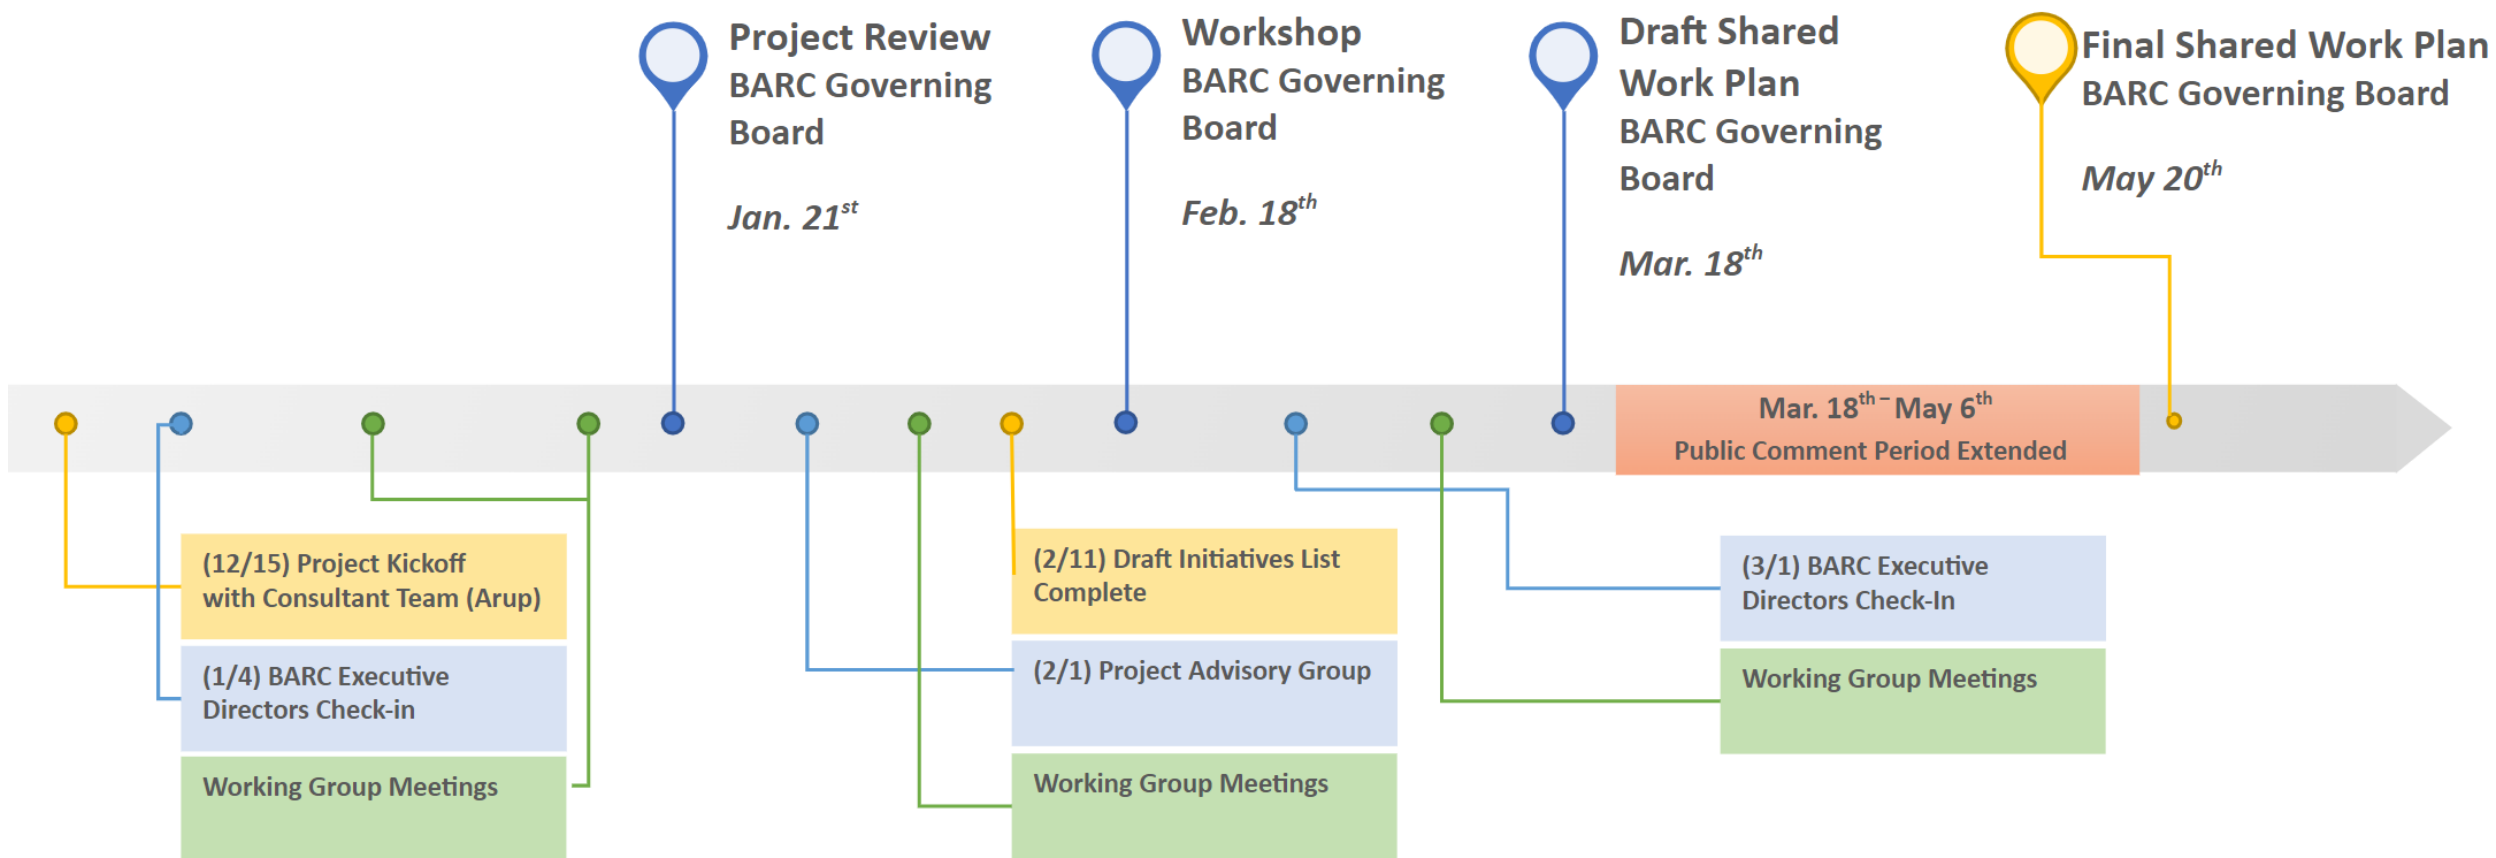 Project Review
BARC Governing
Board
Jan. 21st
Workshop
BARC Governing
Board
Feb. 18th
Draft Shared
Work Plan
BARC Governing
Board
Mar. 18th
Final Shared Work Plan
BARC Governing Board
May 20th
Mar. 18th – May 6th
Public Comment Period Extended
(12/15) Project Kickoff
with Consultant Team (Arup)
(1/4) BARC Executive
Directors Check-in
Working Group Meetings
(2/11) Draft Initiatives List
Complete
(2/1) Project Advisory Group
Working Group Meetings
(3/1) BARC Executive
Directors Check-In
Working Group Meetings